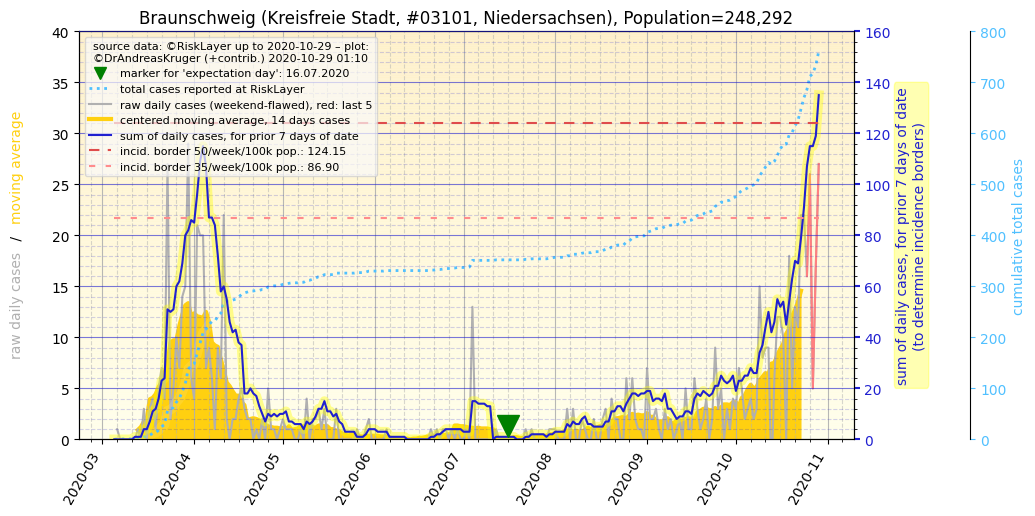 Braunschweig (Kreisfreie Stadt, #03101, Niedersachsen), Population=248,292
source data: ©RiskLayer up to 2020-10-29 – plot:
©DrAndreasKruger (+contrib.) 2020-10-29 01:10
marker for 'expectation day': 16.07.2020
total cases reported at RiskLayer
raw daily cases (weekend-flawed), red: last 5
centered moving average, 14 days cases
sum of daily cases, for prior 7 days of date
incid. border 50/week/100k pop.: 124.15
incid. border 35/week/100k pop.: 86.90
raw daily cases / moving average
40
35
30
25
20
15
10
5
0
160
140
120
100
80
60
40
20
0
sum of daily cases, for prior 7 days of date
(to determine incidence borders)
800
700
600
500
400
300
200
100
0
cumulative total cases
2020-03
2020-04
2020-05
2020-06
2020-07
2020-08
2020-09
2020-10
2020-11